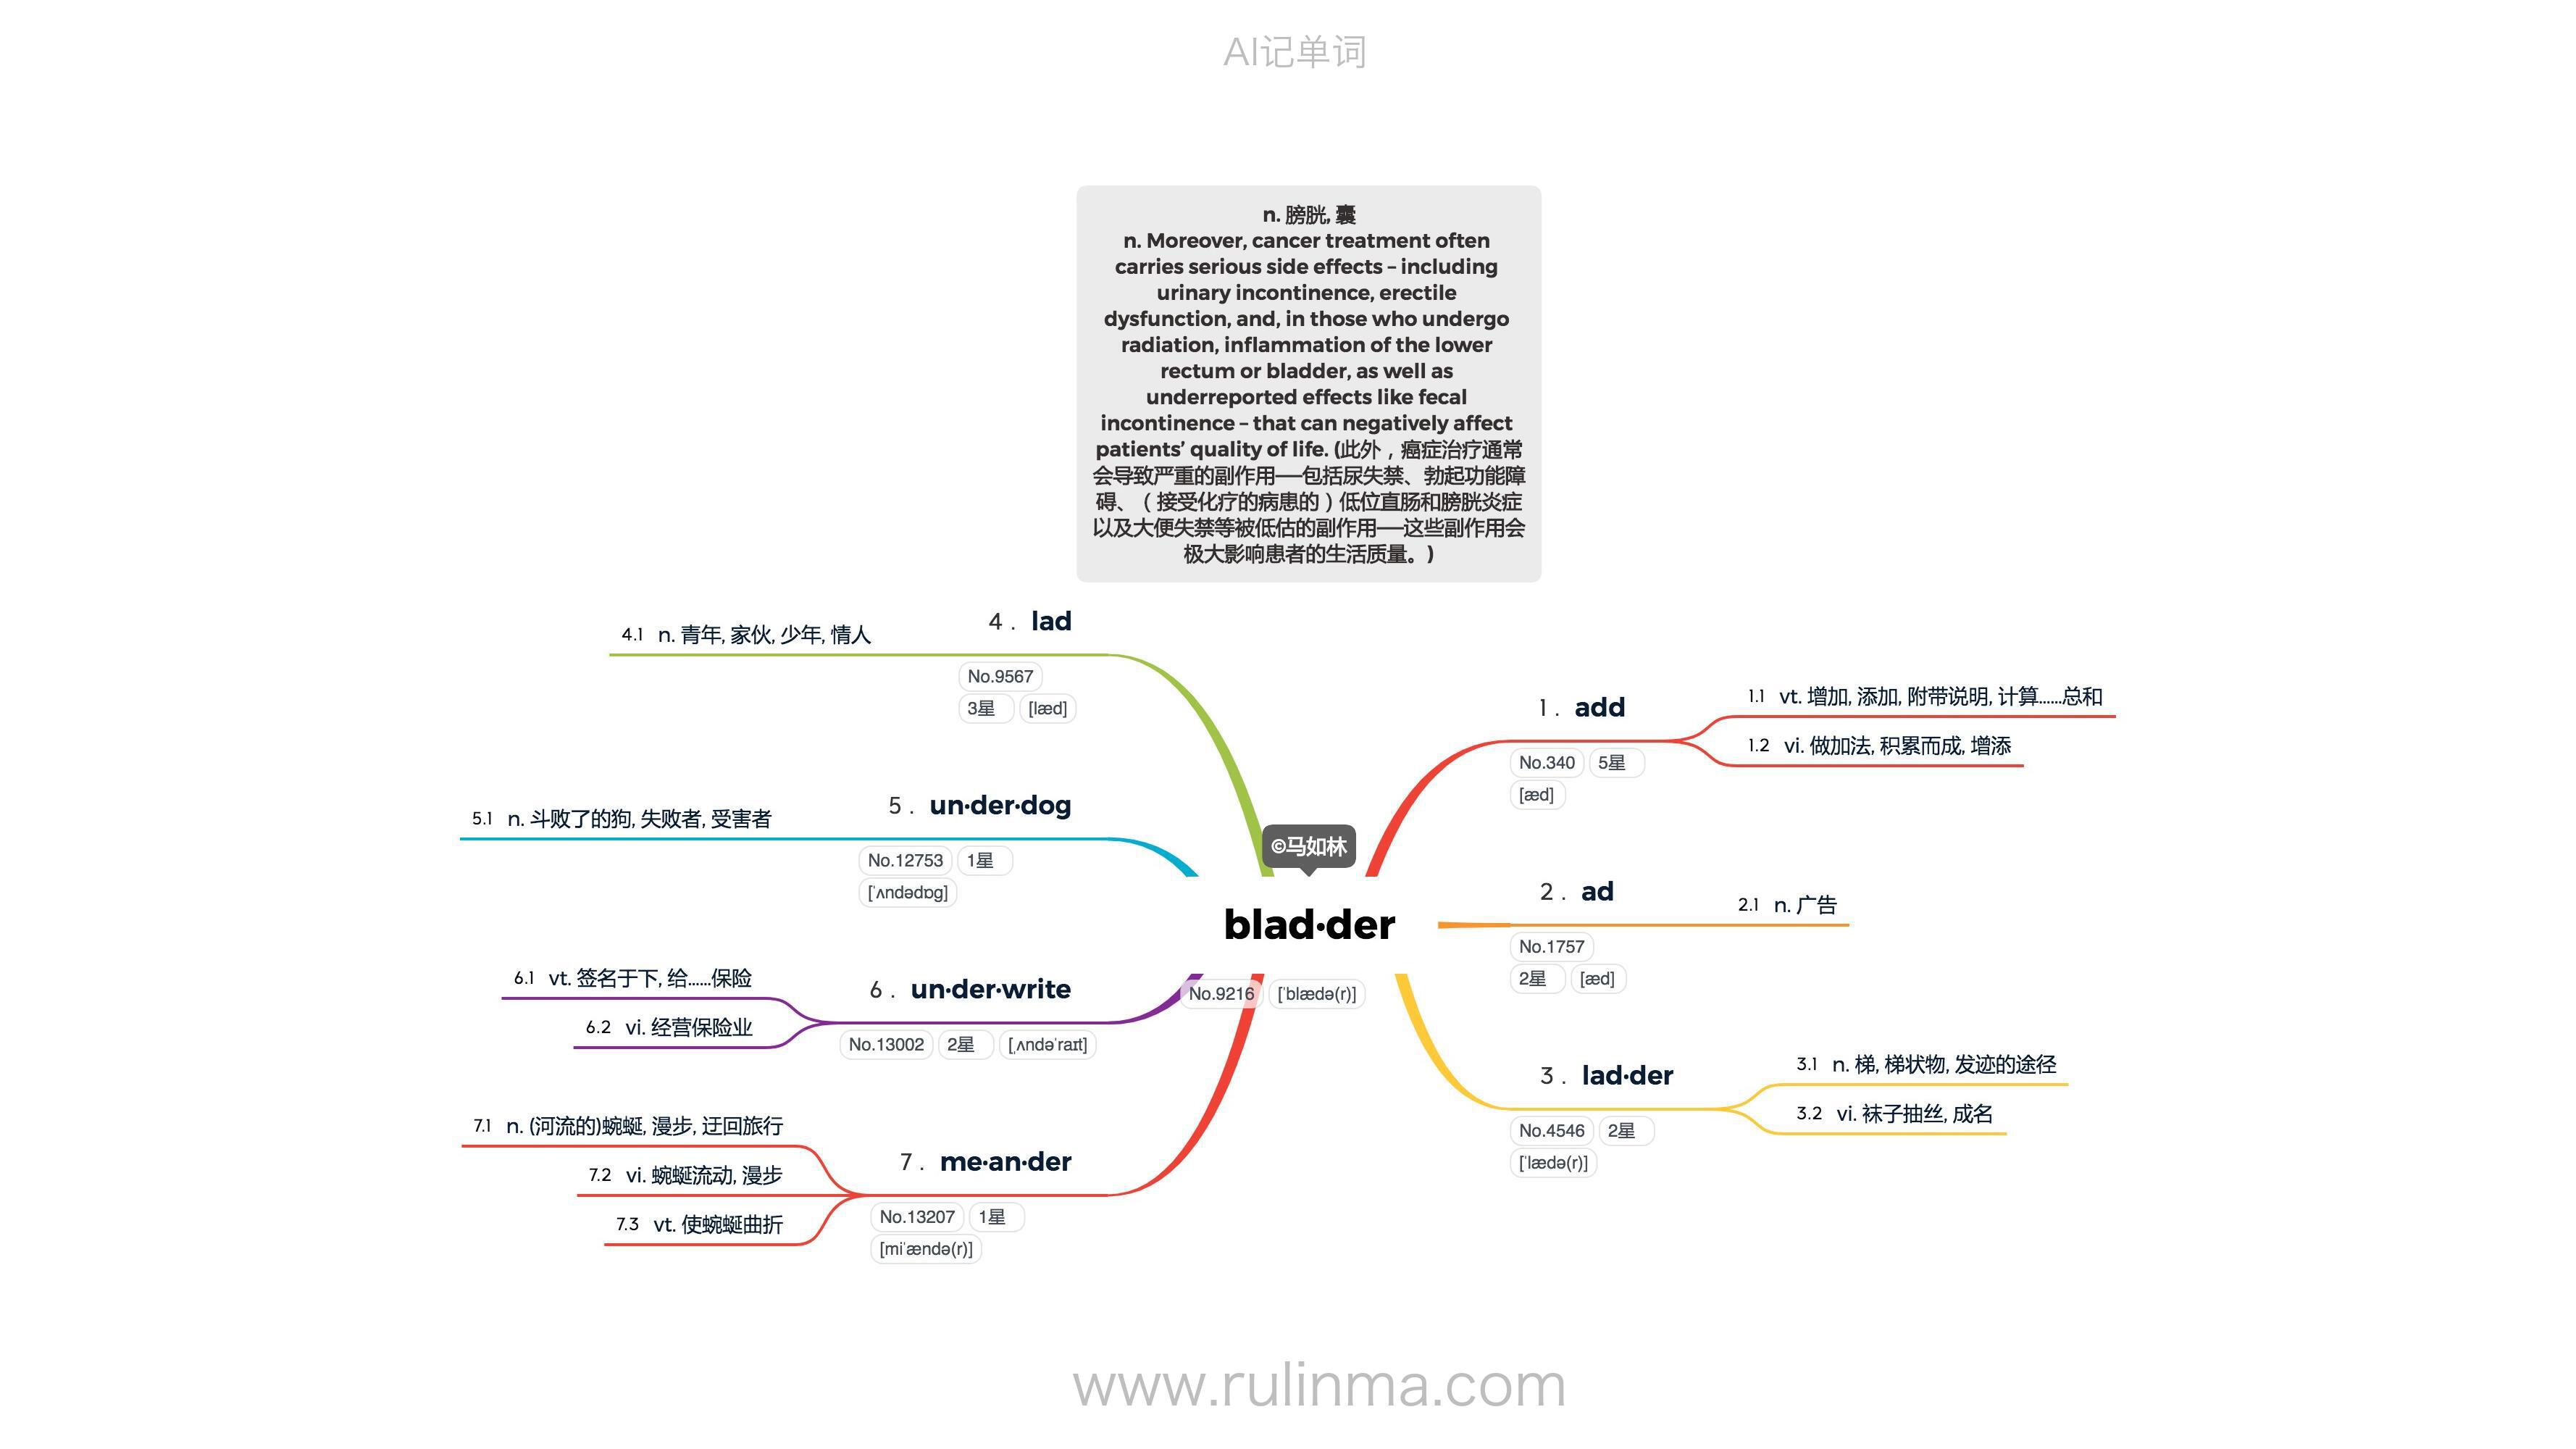 AI记单词
n. 膀胱, 囊
n. Moreover, cancer treatment often
carries serious side effects – including
urinary incontinence, erectile
dysfunction, and, in those who undergo
radiation, inflammation of the lower
rectum or bladder, as well as
underreported effects like fecal
incontinence – that can negatively affect
patients’ quality of life. (此外，癌症治疗通常
会导致严重的副作用──包括尿失禁、勃起功能障
碍、（接受化疗的病患的）低位直肠和膀胱炎症
以及大便失禁等被低估的副作用──这些副作用会
极大影响患者的生活质量。)
©马如林
blad·der
No.9216 [ˈblædə(r)]
1 . add
No.340 5星
[æd]
1.1 vt. 增加, 添加, 附带说明, 计算……总和
1.2 vi. 做加法, 积累而成, 增添
2 . ad
No.1757
2星 [æd]
2.1 n. 广告
3 . lad·der
No.4546 2星
[ˈlædə(r)]
3.1 n. 梯, 梯状物, 发迹的途径
3.2 vi. 袜子抽丝, 成名
4 . lad
No.9567
3星 [læd]
4.1 n. 青年, 家伙, 少年, 情人
5 . un·der·dog
No.12753 1星
[ˈʌndədɒg]
5.1 n. 斗败了的狗, 失败者, 受害者
6 . un·der·write
No.13002 2星 [ˌʌndəˈraɪt]
6.1 vt. 签名于下, 给……保险
6.2 vi. 经营保险业
7 . me·an·der
No.13207 1星
[miˈændə(r)]
7.1 n. (河流的)蜿蜒, 漫步, 迂回旅行
7.2 vi. 蜿蜒流动, 漫步
7.3 vt. 使蜿蜒曲折
www.rulinma.com